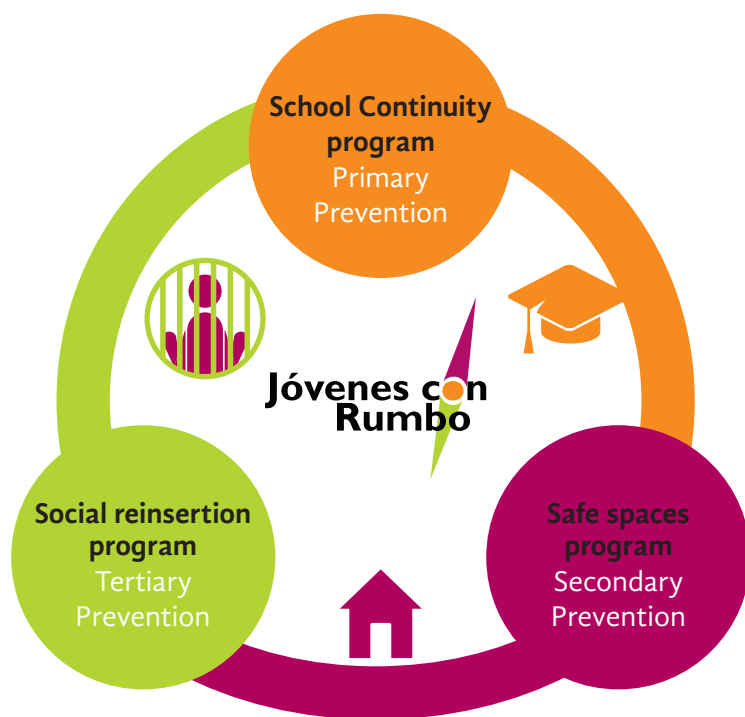 School Continuity
program
Primary
Prevention
Jóvenes con
Rumbo
Social reinsertion
program
Tertiary
Prevention
Safe spaces
program
Secondary
Prevention